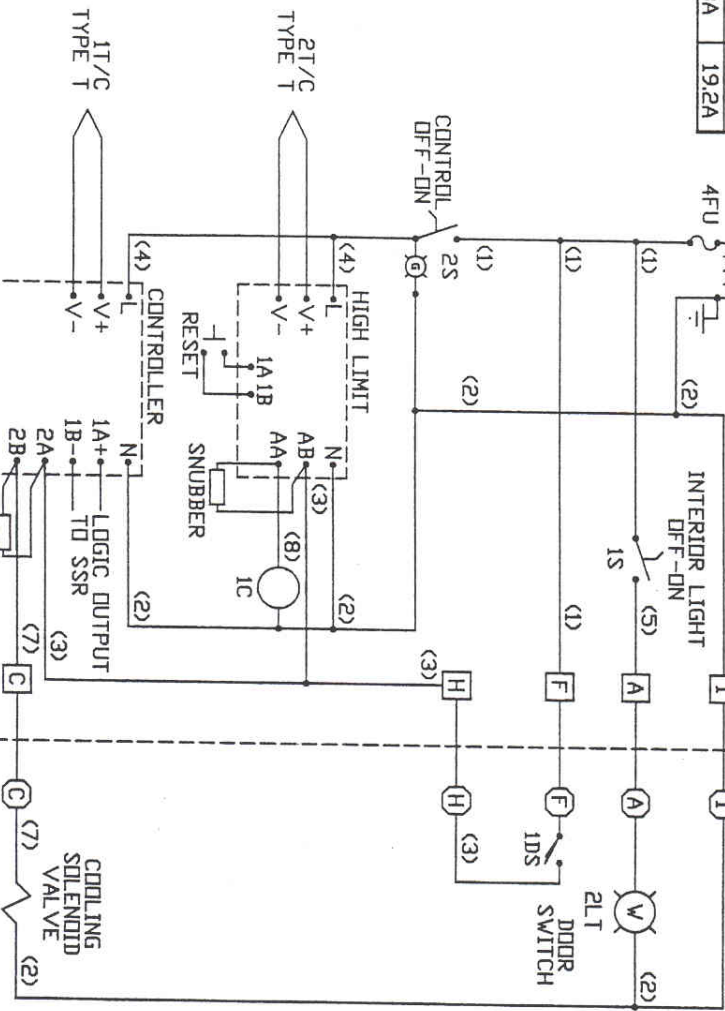 A
19.2A
4FU
(1)
(2)
INTERIOR LIGHT
OFF-ON
1S
(5)
A
A
W
2LT
(2)
(1)
(1)
F
F
1DS
DOOR
SWITCH
(1)
(2)
CONTROL
OFF-ON
2S
G
(3)
H
H
(3)
2T/C
TYPE T
(4)
HIGH LIMIT
L
V+
V-
1A 1B
RESET
N
AB
AA
(3)
(2)
SNUBBER
(8)
1C
1T/C
TYPE T
(4)
CONTROLLER
L
V+
V-
N
1A+
1B-
2A
2B
(2)
LOGIC OUTPUT
TO SSR
(3)
(7)
C
C
(7)
COOLING
SOLENOID
VALVE
(2)